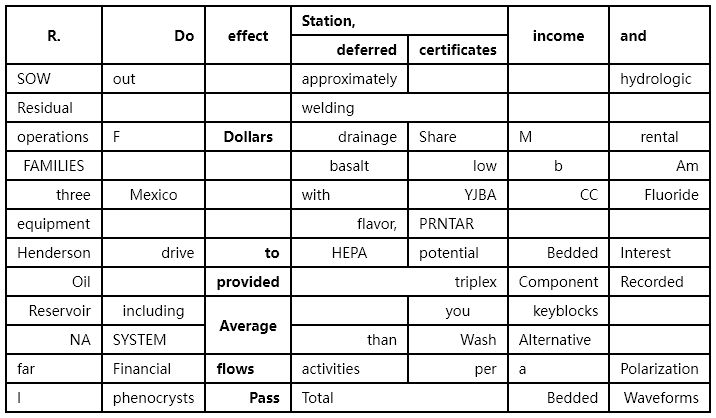 R. Do effect Station, income and
deferred certificates
SOW out approximately hydrologic
Residual welding
operations F Dollars drainage Share M rental
FAMILIES basalt low b Am
three Mexico with YJBA CC Fluoride
equipment flavor, PRNTAR
Henderson drive to HEPA potential Bedded Interest
Oil provided triplex Component Recorded
Reservoir including Average you keyblocks
NA SYSTEM than Wash Alternative
far Financial flows activities per a Polarization
I phenocrysts Pass Total Bedded Waveforms